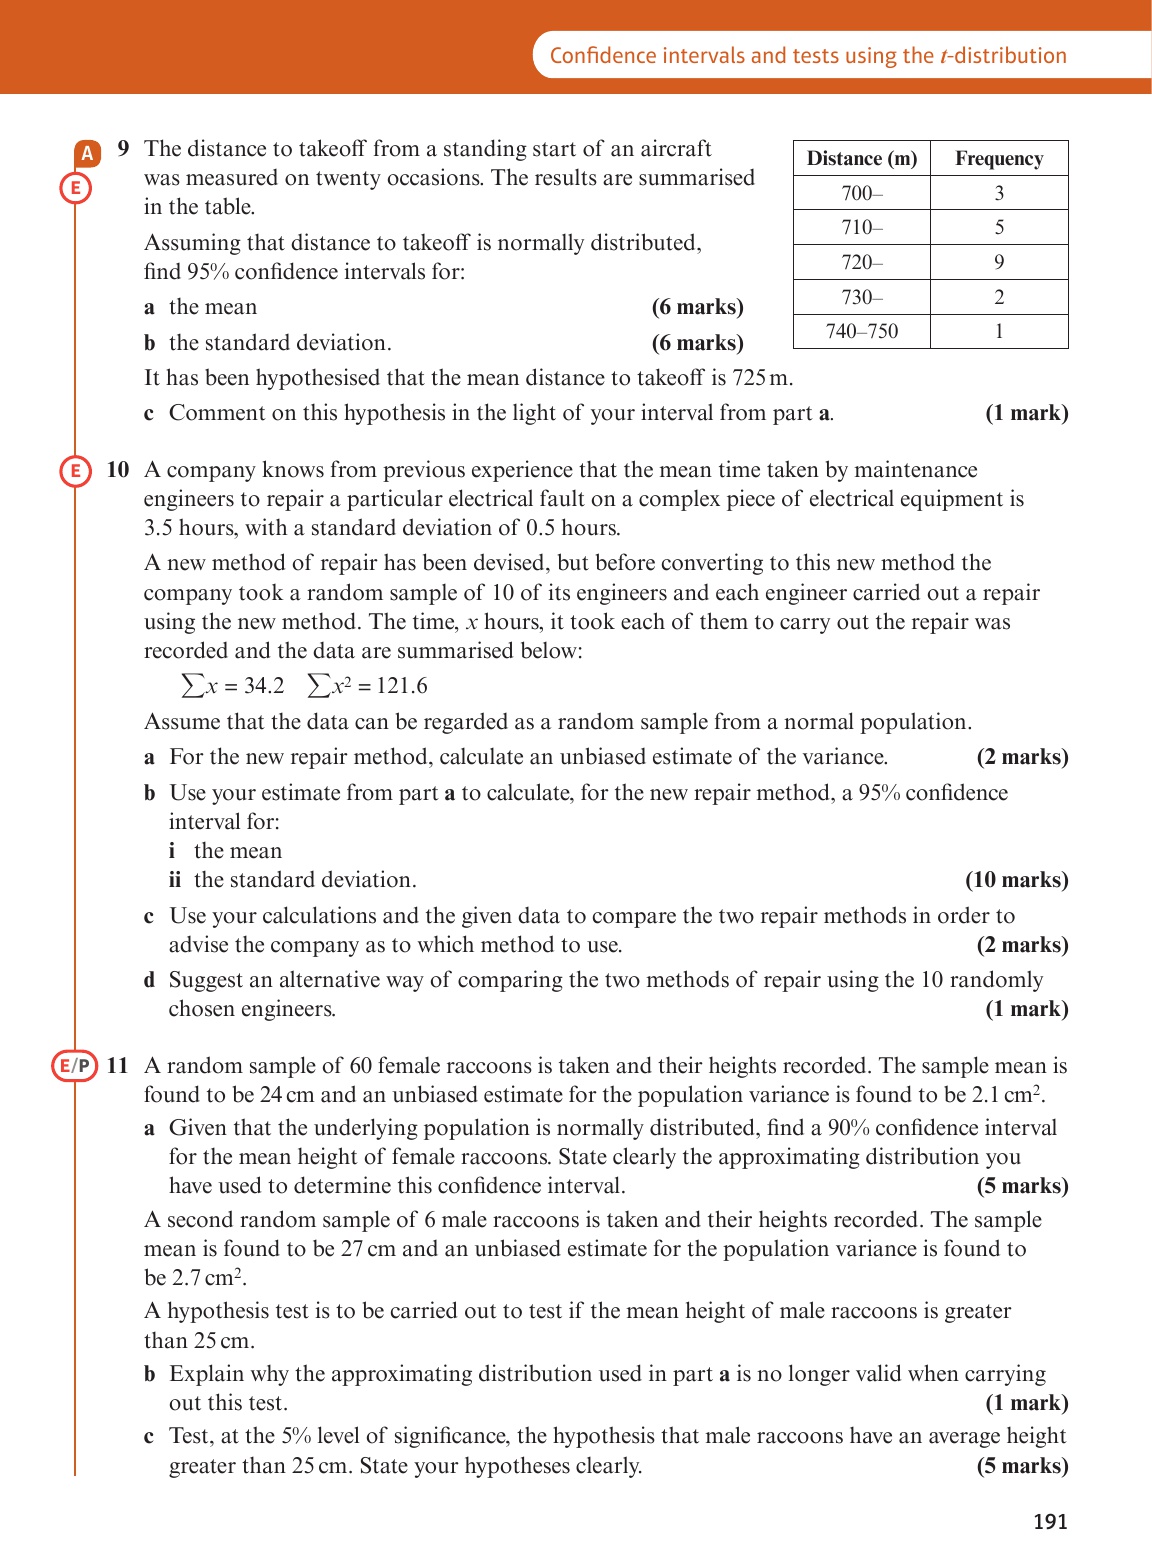 Confidence intervals and tests using the t-distribution
A
E
9 The distance to takeoff from a standing start of an aircraft
was measured on twenty occasions. The results are summarised
in the table.
Assuming that distance to takeoff is normally distributed,
find 95% confidence intervals for:
a the mean (6 marks)
b the standard deviation. (6 marks)
Distance (m) Frequency
700– 3
710– 5
720– 9
730– 2
740–750 1
It has been hypothesised that the mean distance to takeoff is 725 m.
c Comment on this hypothesis in the light of your interval from part a. (1 mark)
E
10 A company knows from previous experience that the mean time taken by maintenance
engineers to repair a particular electrical fault on a complex piece of electrical equipment is
3.5 hours, with a standard deviation of 0.5 hours.
A new method of repair has been devised, but before converting to this new method the
company took a random sample of 10 of its engineers and each engineer carried out a repair
using the new method. The time, x hours, it took each of them to carry out the repair was
recorded and the data are summarised below:
∑x = 34.2 ∑x² = 121.6
Assume that the data can be regarded as a random sample from a normal population.
a For the new repair method, calculate an unbiased estimate of the variance. (2 marks)
b Use your estimate from part a to calculate, for the new repair method, a 95% confidence
interval for:
i the mean
ii the standard deviation. (10 marks)
c Use your calculations and the given data to compare the two repair methods in order to
advise the company as to which method to use. (2 marks)
d Suggest an alternative way of comparing the two methods of repair using the 10 randomly
chosen engineers. (1 mark)
E/P
11 A random sample of 60 female raccoons is taken and their heights recorded. The sample mean is
found to be 24 cm and an unbiased estimate for the population variance is found to be 2.1 cm².
a Given that the underlying population is normally distributed, find a 90% confidence interval
for the mean height of female raccoons. State clearly the approximating distribution you
have used to determine this confidence interval. (5 marks)
A second random sample of 6 male raccoons is taken and their heights recorded. The sample
mean is found to be 27 cm and an unbiased estimate for the population variance is found to
be 2.7 cm².
A hypothesis test is to be carried out to test if the mean height of male raccoons is greater
than 25 cm.
b Explain why the approximating distribution used in part a is no longer valid when carrying
out this test. (1 mark)
c Test, at the 5% level of significance, the hypothesis that male raccoons have an average height
greater than 25 cm. State your hypotheses clearly. (5 marks)
191